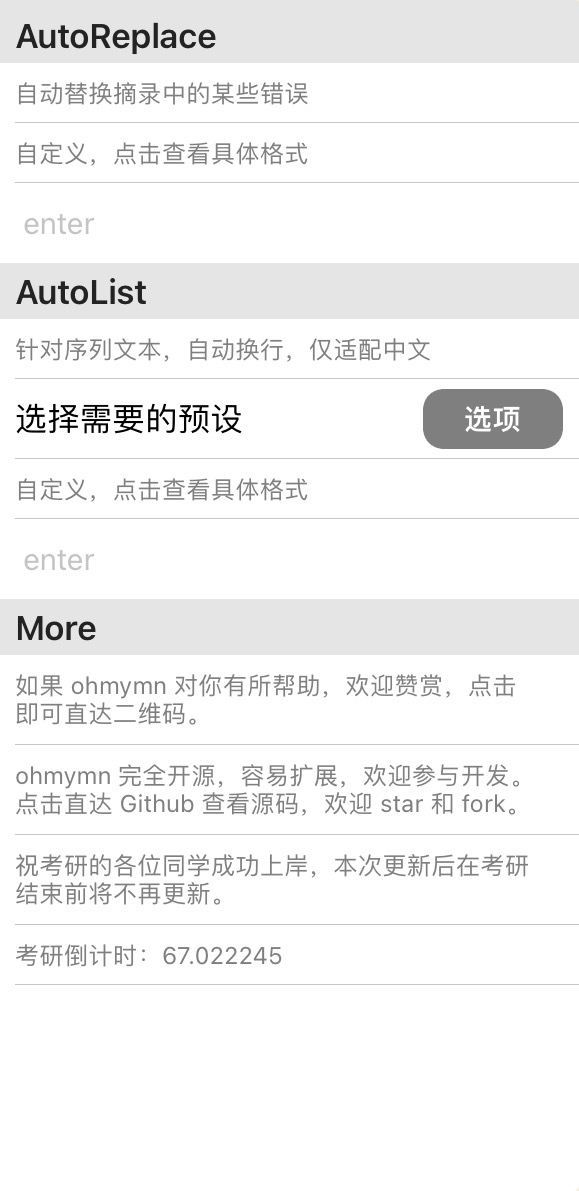 AutoReplace
自动替换摘录中的某些错误
自定义，点击查看具体格式
enter
AutoList
针对序列文本，自动换行，仅适配中文
选择需要的预设
选项
自定义，点击查看具体格式
enter
More
如果 ohmymn 对你有所帮助，欢迎赞赏，点击
即可直达二维码。
ohmymn 完全开源，容易扩展，欢迎参与开发。
点击直达 Github 查看源码，欢迎 star 和 fork。
祝考研的各位同学成功上岸，本次更新后在考研
结束前将不再更新。
考研倒计时：67.022245